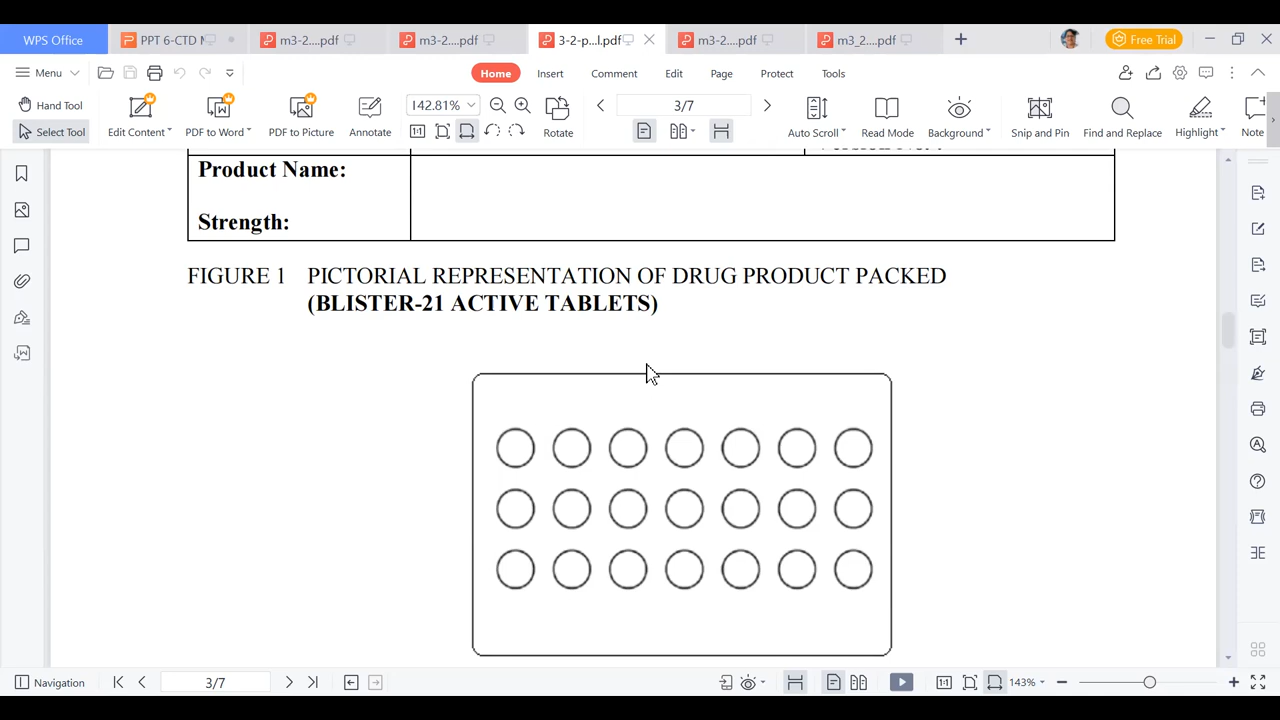 WPS Office
PPT 6-CTD M
m3-2....pdf
m3-2....pdf
3-2-p...l.pdf
m3-2....pdf
m3_2....pdf
Free Trial
Menu
Home
Insert
Comment
Edit
Page
Protect
Tools
Hand Tool
Select Tool
Edit Content
PDF to Word
PDF to Picture
Annotate
142.81%
1:1
Rotate
3/7
Auto Scroll
Read Mode
Background
Snip and Pin
Find and Replace
Highlight
Note
Product Name:
Strength:
FIGURE 1 PICTORIAL REPRESENTATION OF DRUG PRODUCT PACKED
(BLISTER-21 ACTIVE TABLETS)
Navigation
3/7
1:1
143%